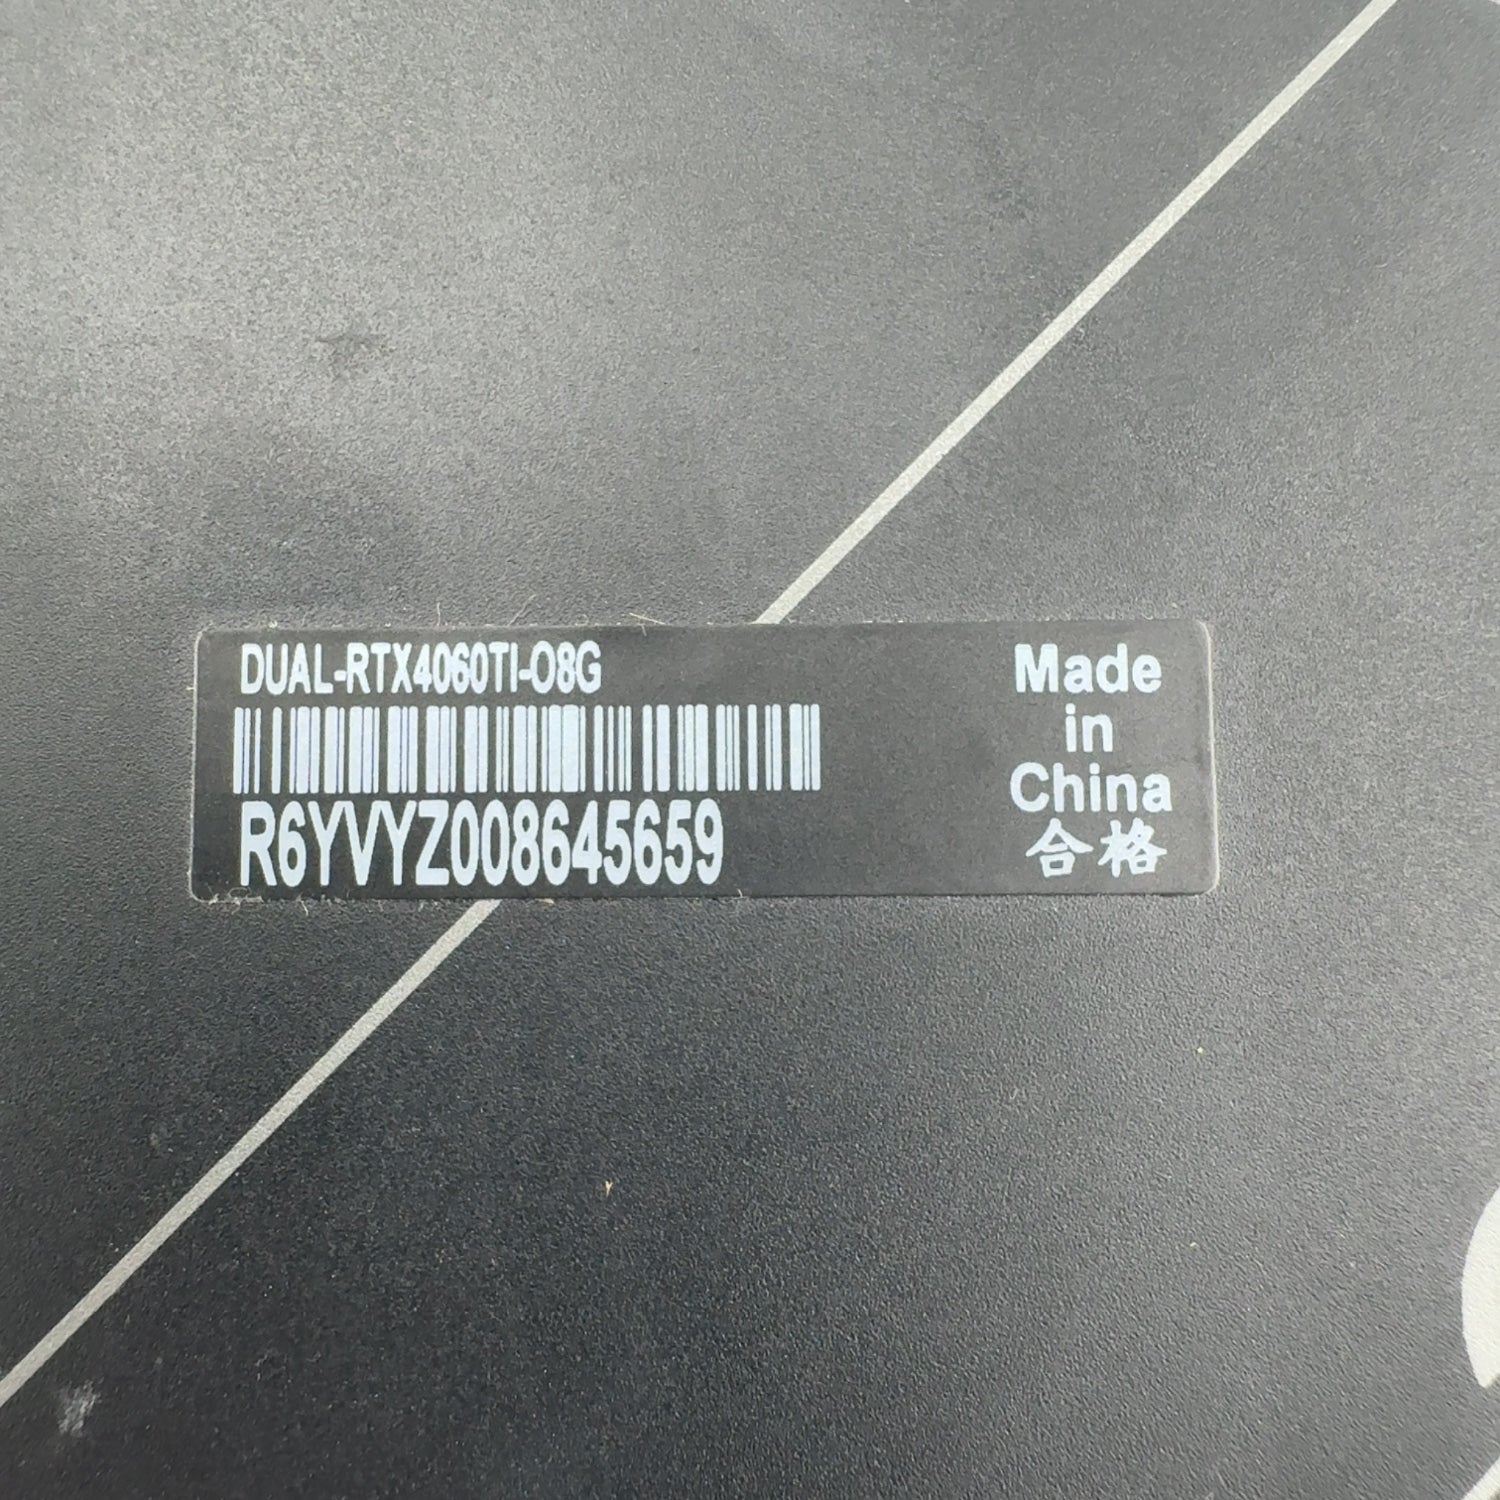 DUAL-RTX4060TI-O8G
R6YVYZ008645659
Made
in
China
合格